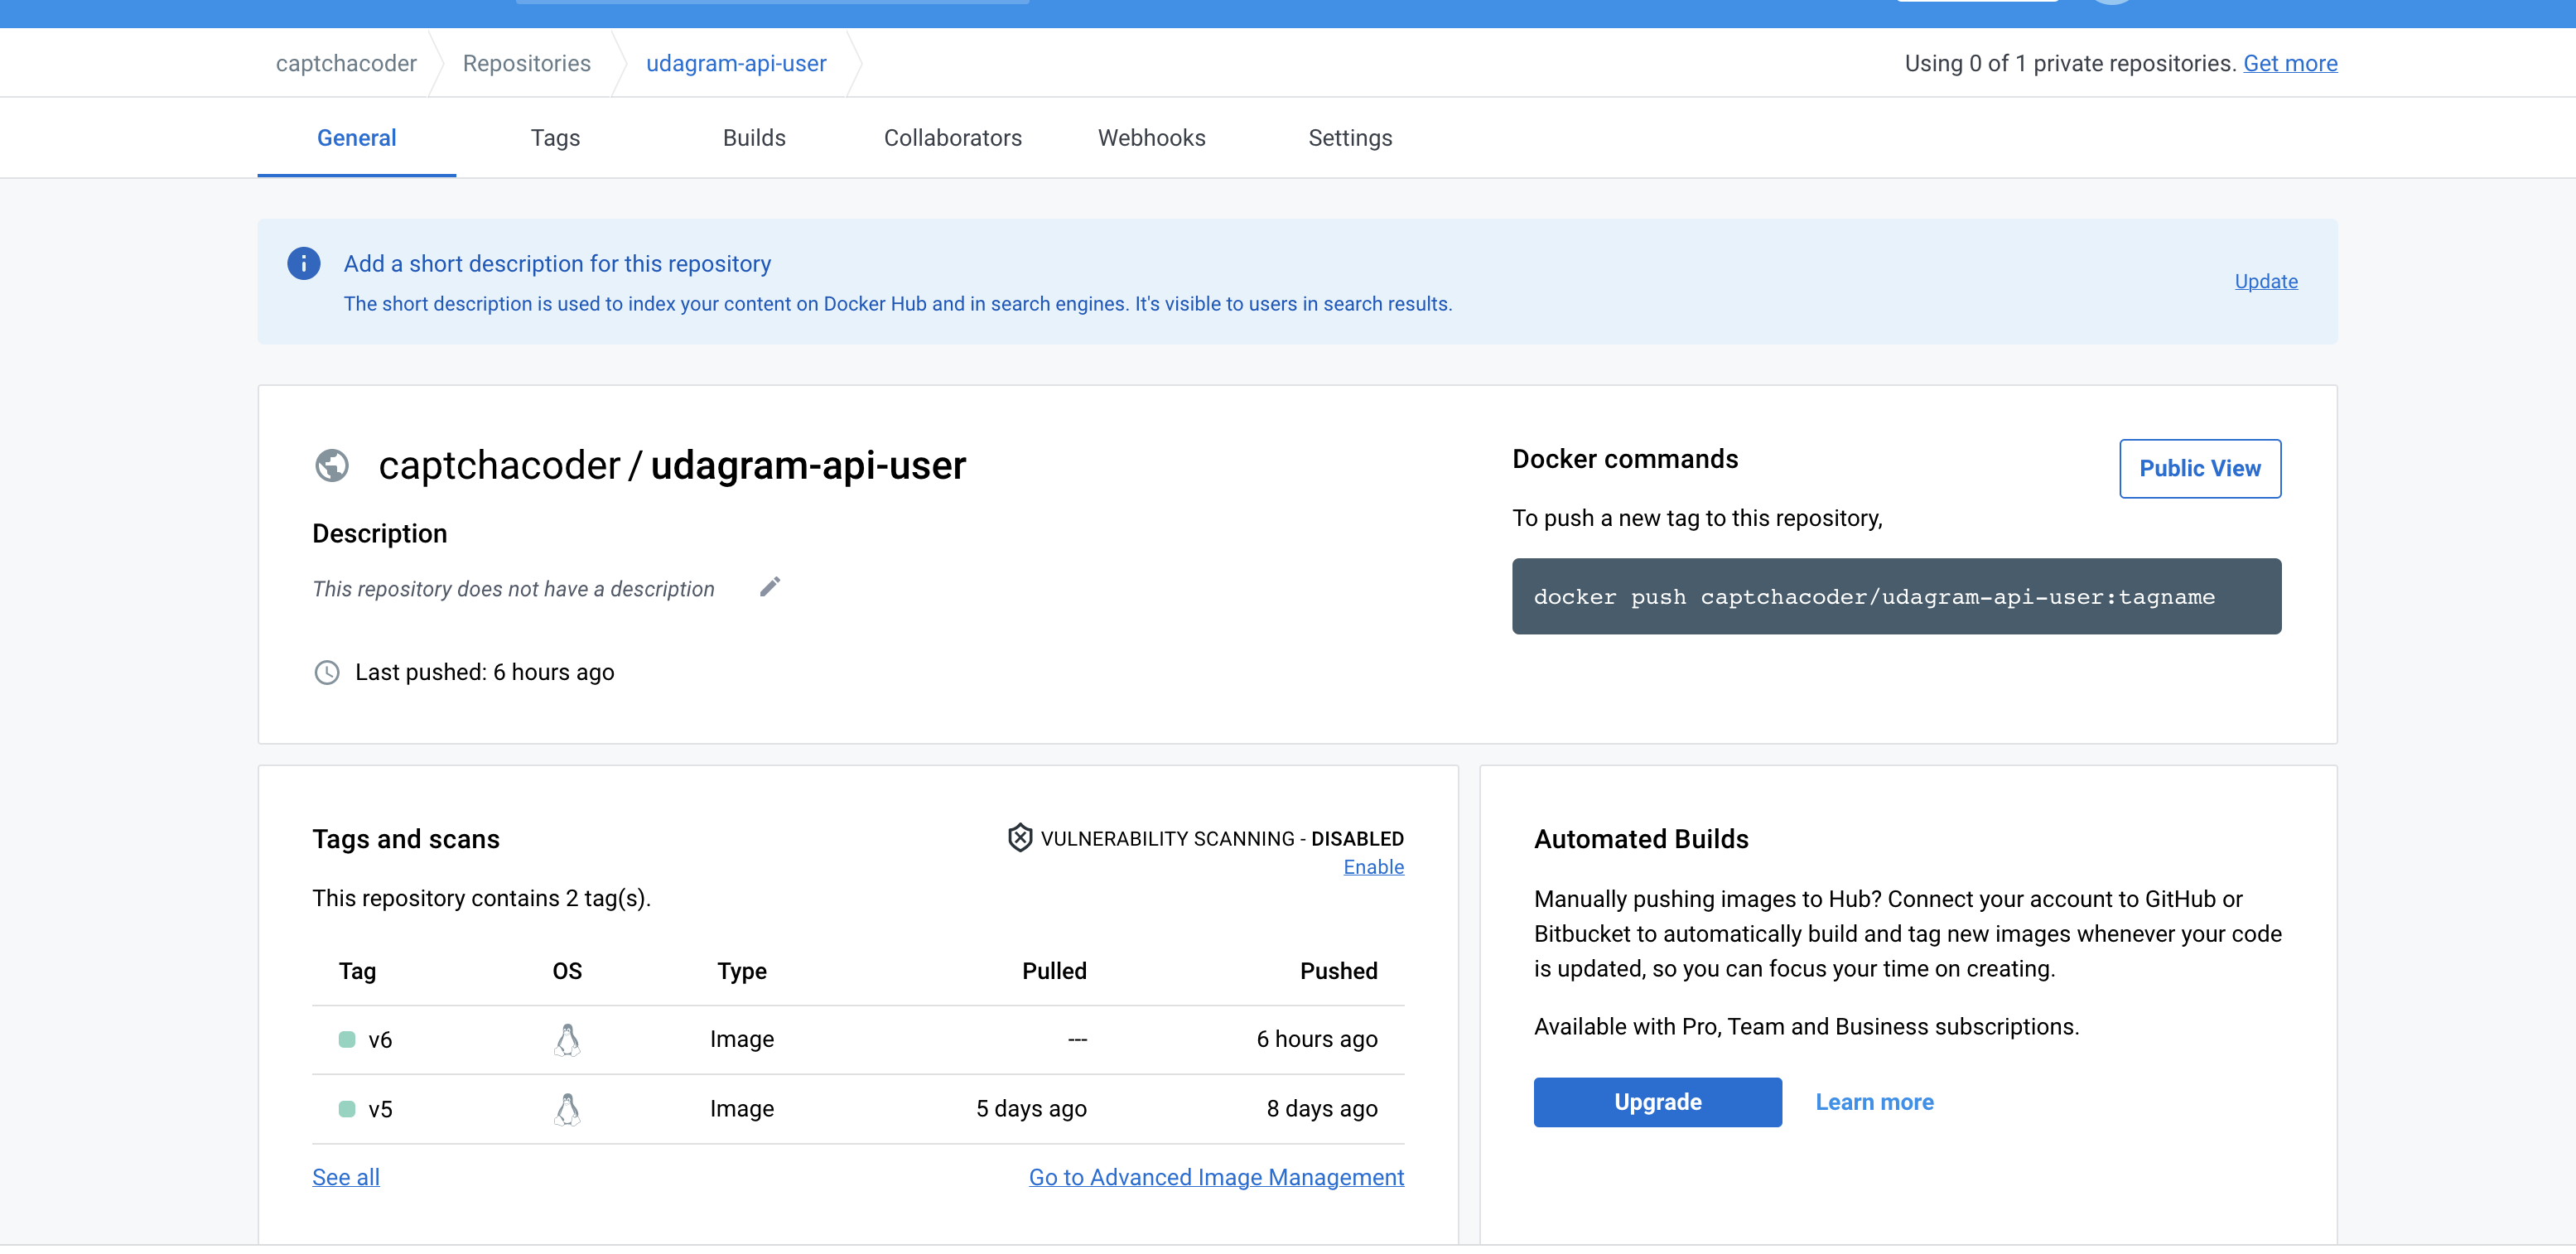 captchacoder Repositories udagram-api-user Using 0 of 1 private repositories. Get more
General Tags Builds Collaborators Webhooks Settings
Add a short description for this repository
The short description is used to index your content on Docker Hub and in search engines. It's visible to users in search results.
Update
captchacoder / udagram-api-user
Description
This repository does not have a description
Last pushed: 6 hours ago
Docker commands
Public View
To push a new tag to this repository,
docker push captchacoder/udagram-api-user:tagname
Tags and scans
VULNERABILITY SCANNING - DISABLED
Enable
This repository contains 2 tag(s).
Tag OS Type Pulled Pushed
v6 Image --- 6 hours ago
v5 Image 5 days ago 8 days ago
See all Go to Advanced Image Management
Automated Builds
Manually pushing images to Hub? Connect your account to GitHub or
Bitbucket to automatically build and tag new images whenever your code
is updated, so you can focus your time on creating.
Available with Pro, Team and Business subscriptions.
Upgrade Learn more